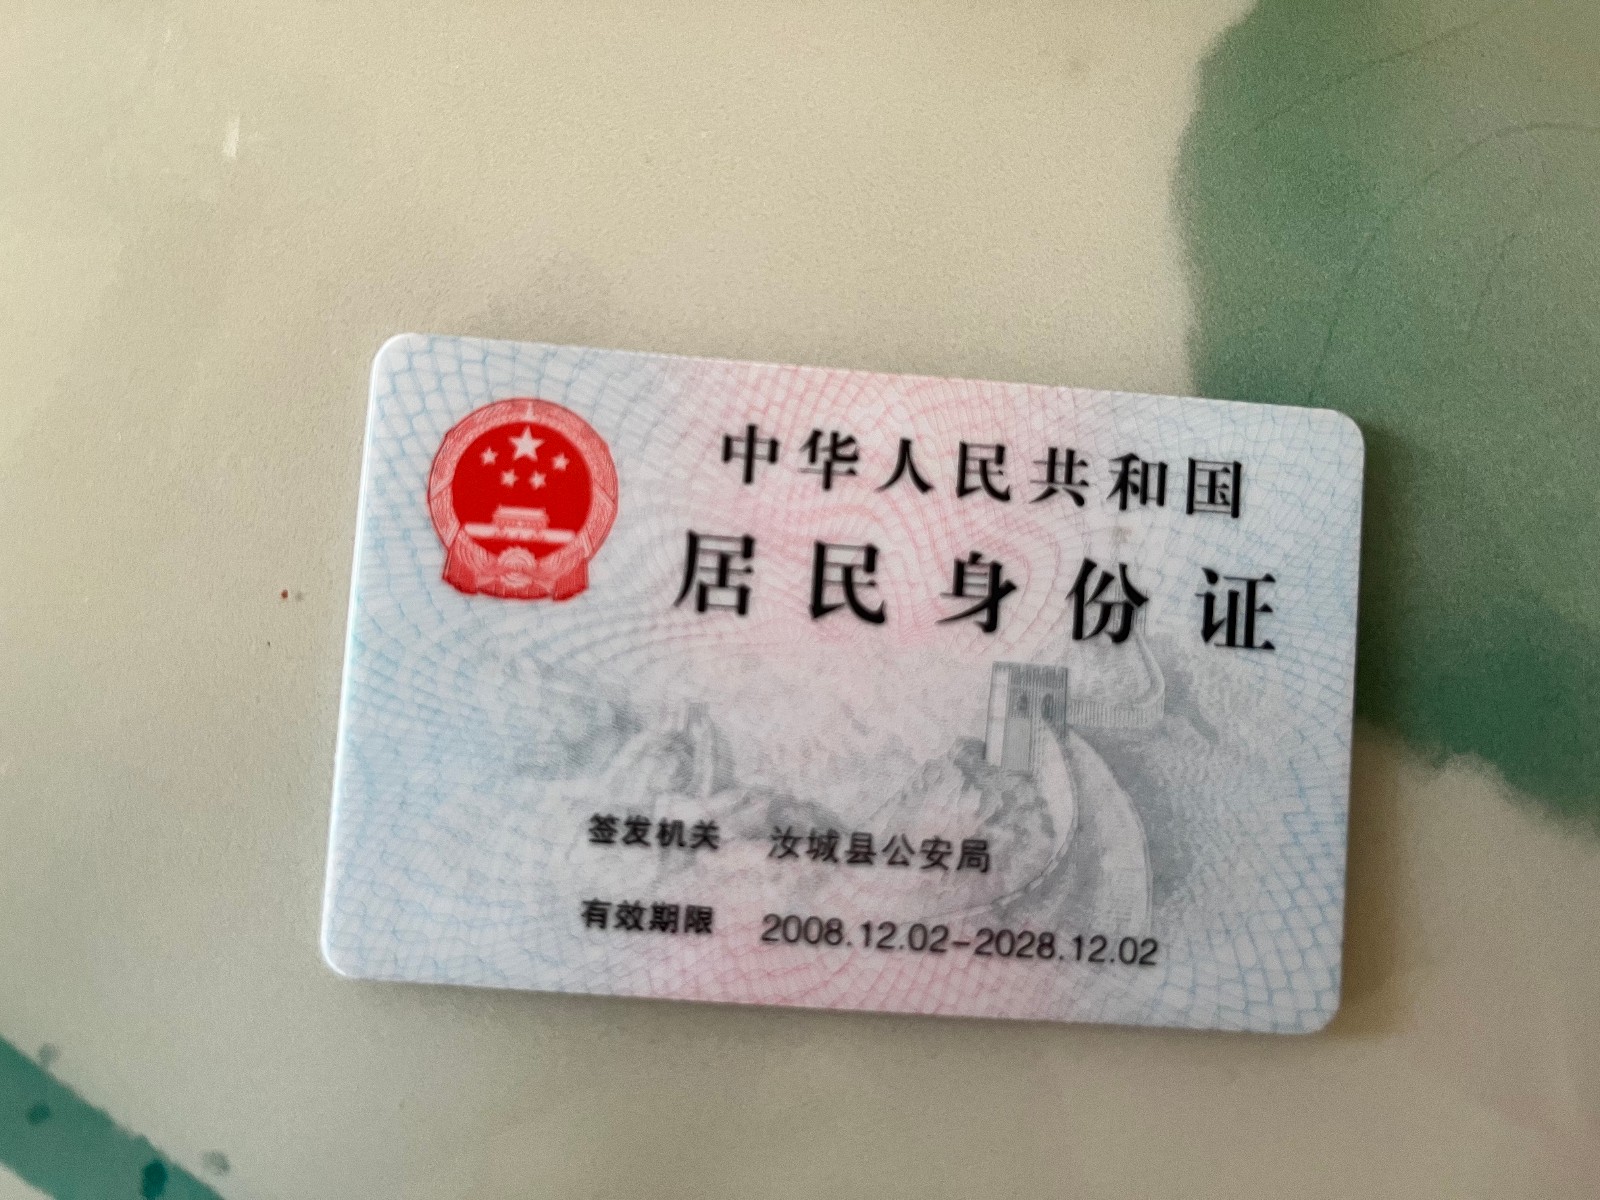 中华人民共和国
居民身份证
签发机关 汝城县公安局
有效期限 2008.12.02-2028.12.02